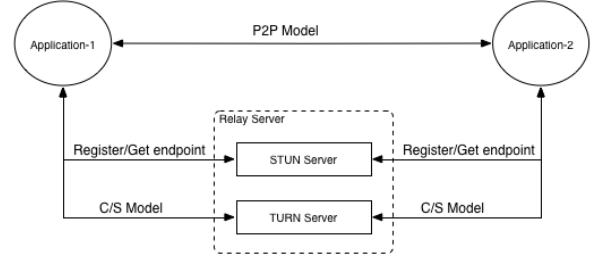 P2P Model
Application-1
Application-2
Relay Server
Register/Get endpoint
STUN Server
Register/Get endpoint
C/S Model
TURN Server
C/S Model